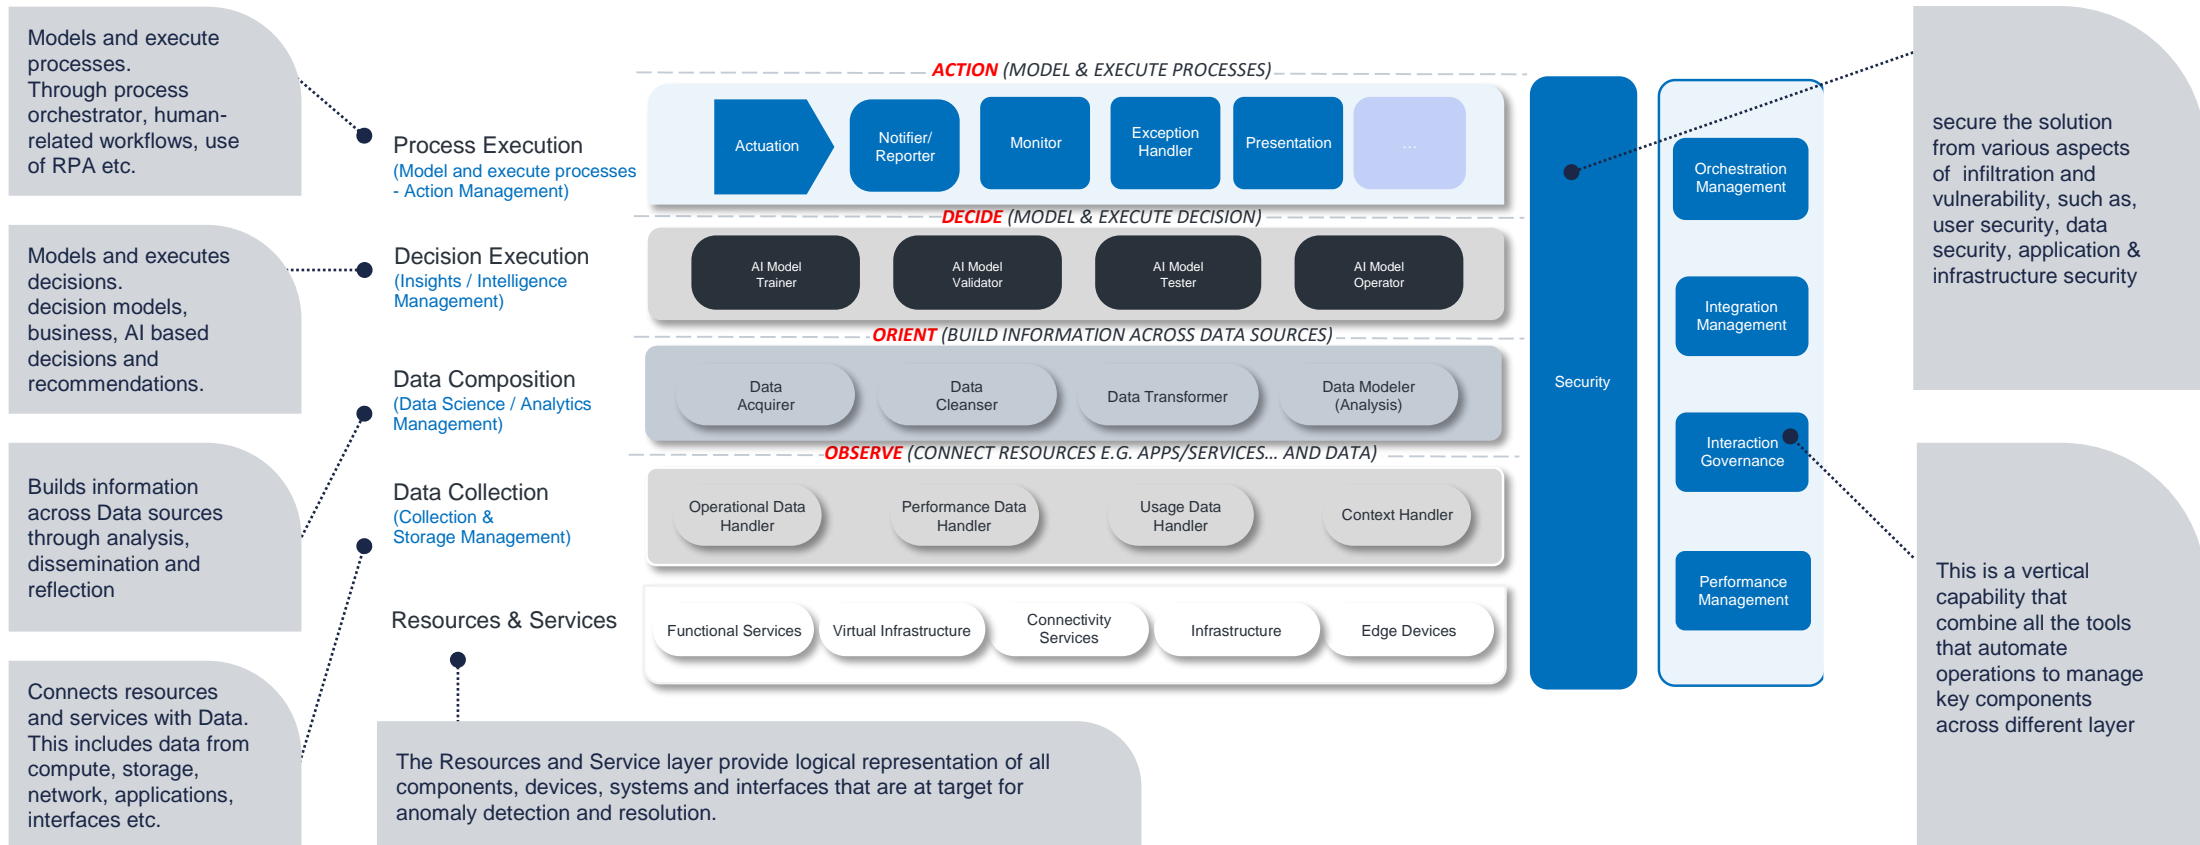 Models and execute
processes.
Through process
orchestrator, human-
related workflows, use
of RPA etc.
Models and executes
decisions.
decision models,
business, AI based
decisions and
recommendations.
Builds information
across Data sources
through analysis,
dissemination and
reflection
Connects resources
and services with Data.
This includes data from
compute, storage,
network, applications,
interfaces etc.
Process Execution
(Model and execute processes
- Action Management)
Decision Execution
(Insights / Intelligence
Management)
Data Composition
(Data Science / Analytics
Management)
Data Collection
(Collection &
Storage Management)
Resources & Services
ACTION (MODEL & EXECUTE PROCESSES)
Actuation
Notifier/
Reporter
Monitor
Exception
Handler
Presentation
...
DECIDE (MODEL & EXECUTE DECISION)
AI Model
Trainer
AI Model
Validator
AI Model
Tester
AI Model
Operator
ORIENT (BUILD INFORMATION ACROSS DATA SOURCES)
Data
Acquirer
Data
Cleanser
Data Transformer
Data Modeler
(Analysis)
OBSERVE (CONNECT RESOURCES E.G. APPS/SERVICES... AND DATA)
Operational Data
Handler
Performance Data
Handler
Usage Data
Handler
Context Handler
Functional Services
Virtual Infrastructure
Connectivity
Services
Infrastructure
Edge Devices
The Resources and Service layer provide logical representation of all
components, devices, systems and interfaces that are at target for
anomaly detection and resolution.
Security
Orchestration
Management
Integration
Management
Interaction
Governance
Performance
Management
secure the solution
from various aspects
of infiltration and
vulnerability, such as,
user security, data
security, application &
infrastructure security
This is a vertical
capability that
combine all the tools
that automate
operations to manage
key components
across different layer